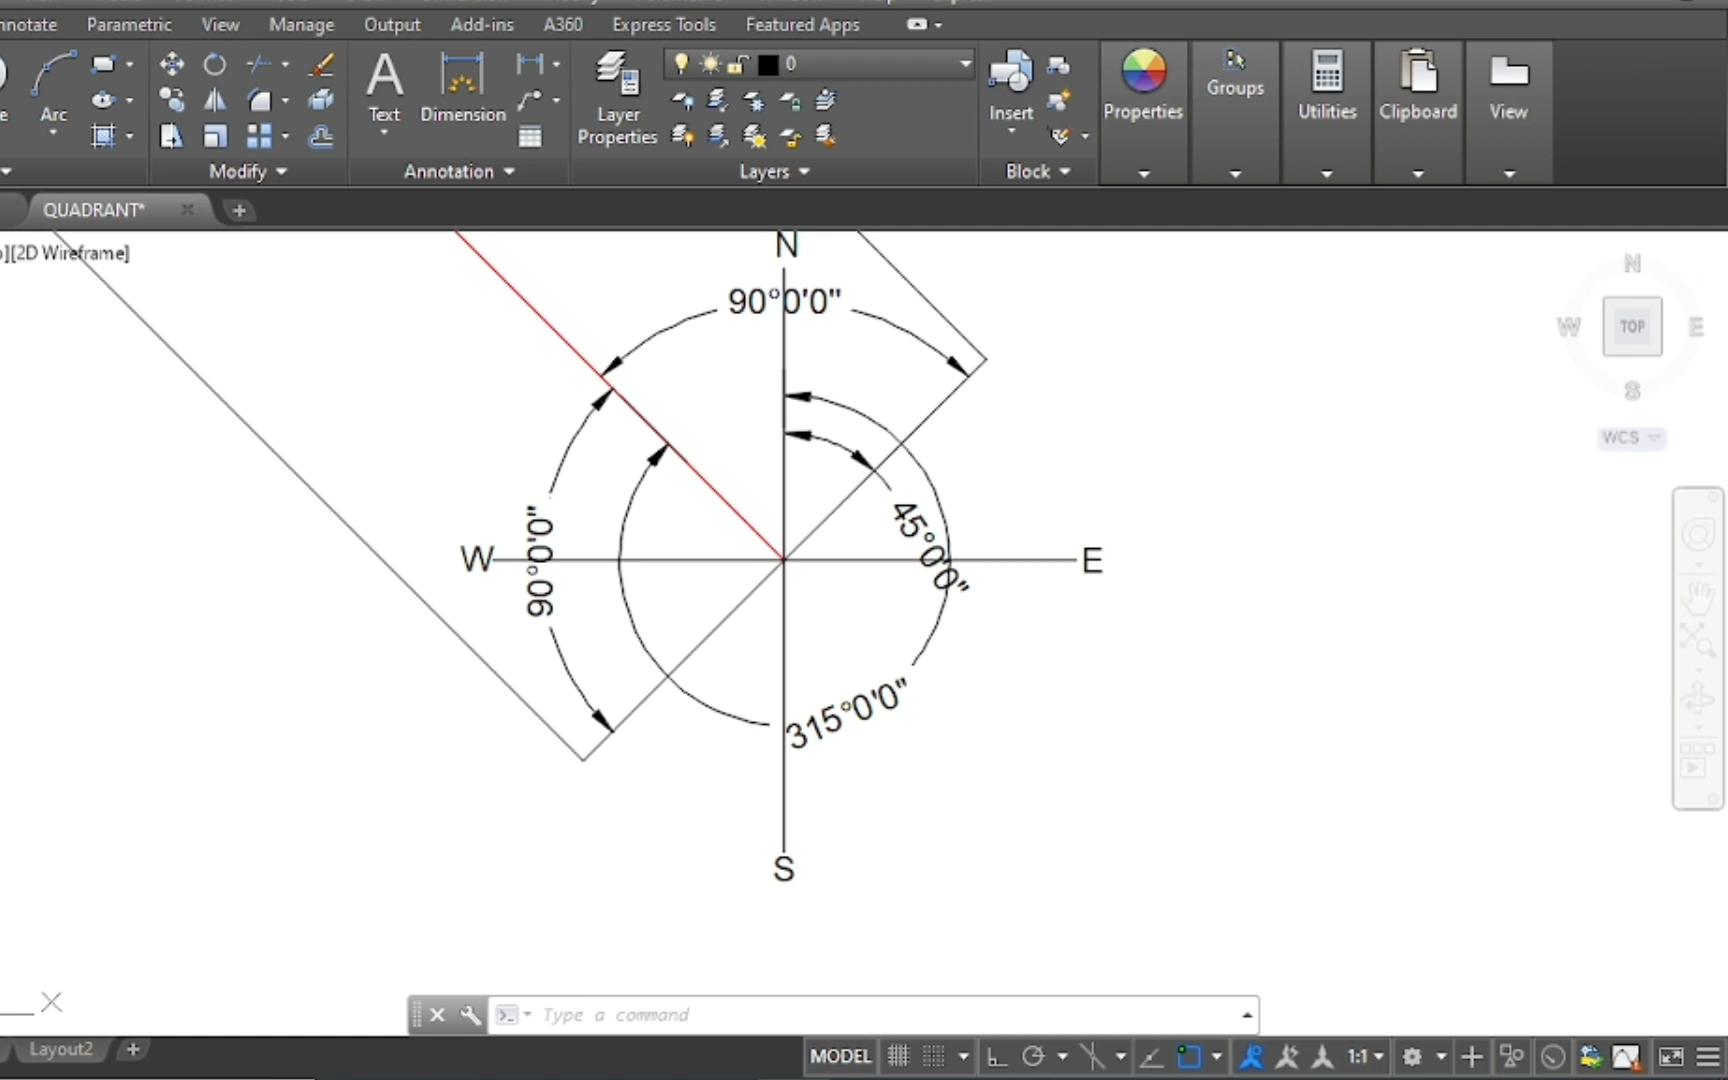 Parametric View Manage Output Add-ins A360 Express Tools Featured Apps
0
Arc
Text
Dimension
Layer
Properties
Insert
Properties
Groups
Utilities
Clipboard
View
Modify
Annotation
Layers
Block
QUADRANT*
][2D Wireframe]
N
90°0'0"
N
W
TOP
E
S
WCS
45°0'0"
90°0'0"
W
E
315°0'0"
S
X
Type a command
Layout2
MODEL
1:1